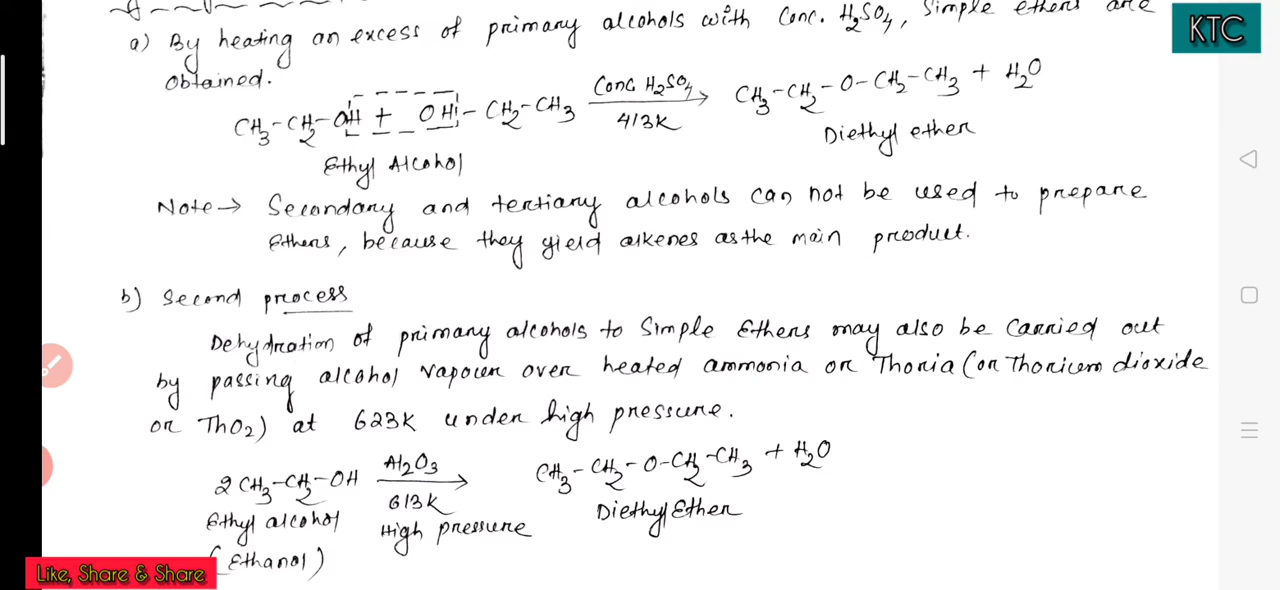 KTC
a) By heating an excess of primary alcohols with Conc. H₂SO₄, Simple ethers are
obtained.
CH₃-CH₂-OH + OH-CH₂-CH₃ Conc H₂SO₄ 413K → CH₃-CH₂-O-CH₂-CH₃ + H₂O
Ethyl Alcohol Diethyl ether
Note → Secondary and tertiary alcohols can not be used to prepare
Ethers, because they yield alkenes as the main product.
b) Second process
Dehydration of primary alcohols to Simple Ethers may also be Carried out
by passing alcohol vapour over heated ammonia or Thoria (or Thorium dioxide
or ThO₂) at 623K under high pressure.
2CH₃-CH₂-OH Al₂O₃ 613K High pressure → CH₃-CH₂-O-CH₂-CH₃ + H₂O
Ethyl alcohol Diethyl Ether
(Ethanol)
Like, Share & Share